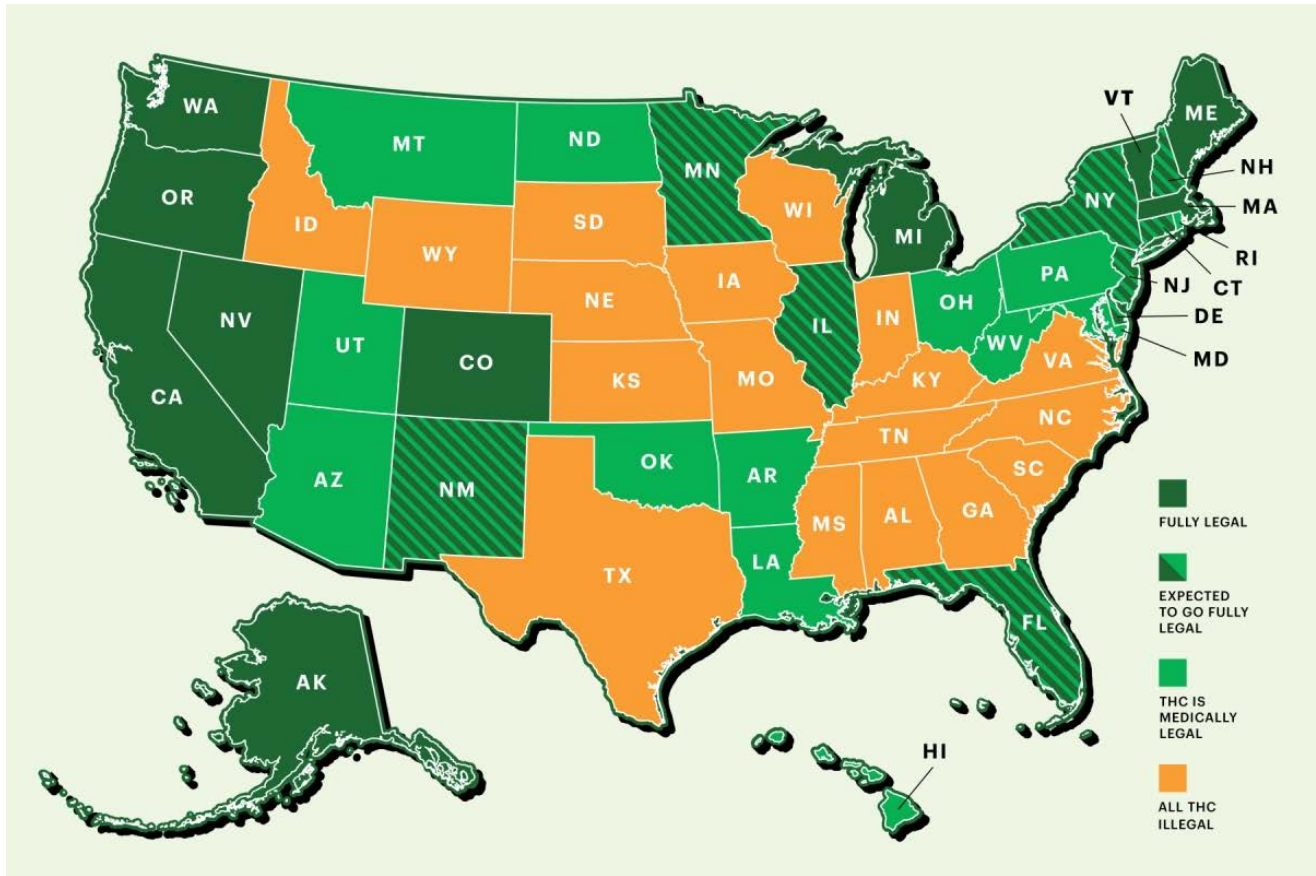 WA
MT
ND
MN
OR
ID
WY
SD
WI
MI
NY
VT
ME
NH
MA
RI
CT
NJ
DE
MD
PA
OH
WV
VA
NV
UT
CO
NE
IA
IL
IN
CA
KS
MO
KY
AZ
NM
OK
AR
TN
NC
SC
TX
LA
MS
AL
GA
FL
AK
HI
FULLY LEGAL
EXPECTED
TO GO FULLY
LEGAL
THC IS
MEDICALLY
LEGAL
ALL THC
ILLEGAL